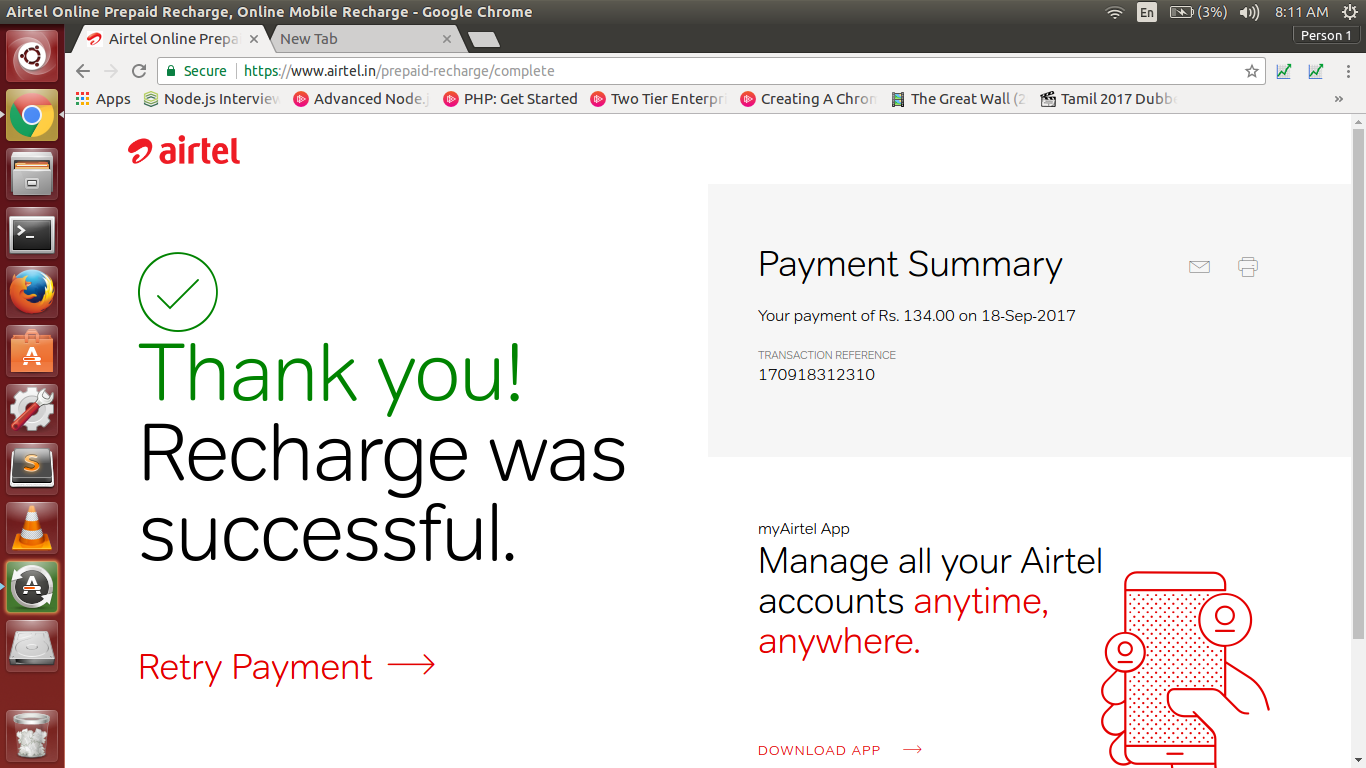 Airtel Online Prepaid Recharge, Online Mobile Recharge - Google Chrome
En
(3%)
8:11 AM
Airtel Online Prepa
New Tab
Person 1
Secure
https://www.airtel.in/prepaid-recharge/complete
Apps
Node.js Interview
Advanced Node.j
PHP: Get Started
Two Tier Enterpri
Creating A Chron
The Great Wall (2
Tamil 2017 Dubbe
»
airtel
Thank you!
Recharge was
successful.
Retry Payment
Payment Summary
Your payment of Rs. 134.00 on 18-Sep-2017
TRANSACTION REFERENCE
170918312310
myAirtel App
Manage all your Airtel
accounts anytime,
anywhere.
DOWNLOAD APP